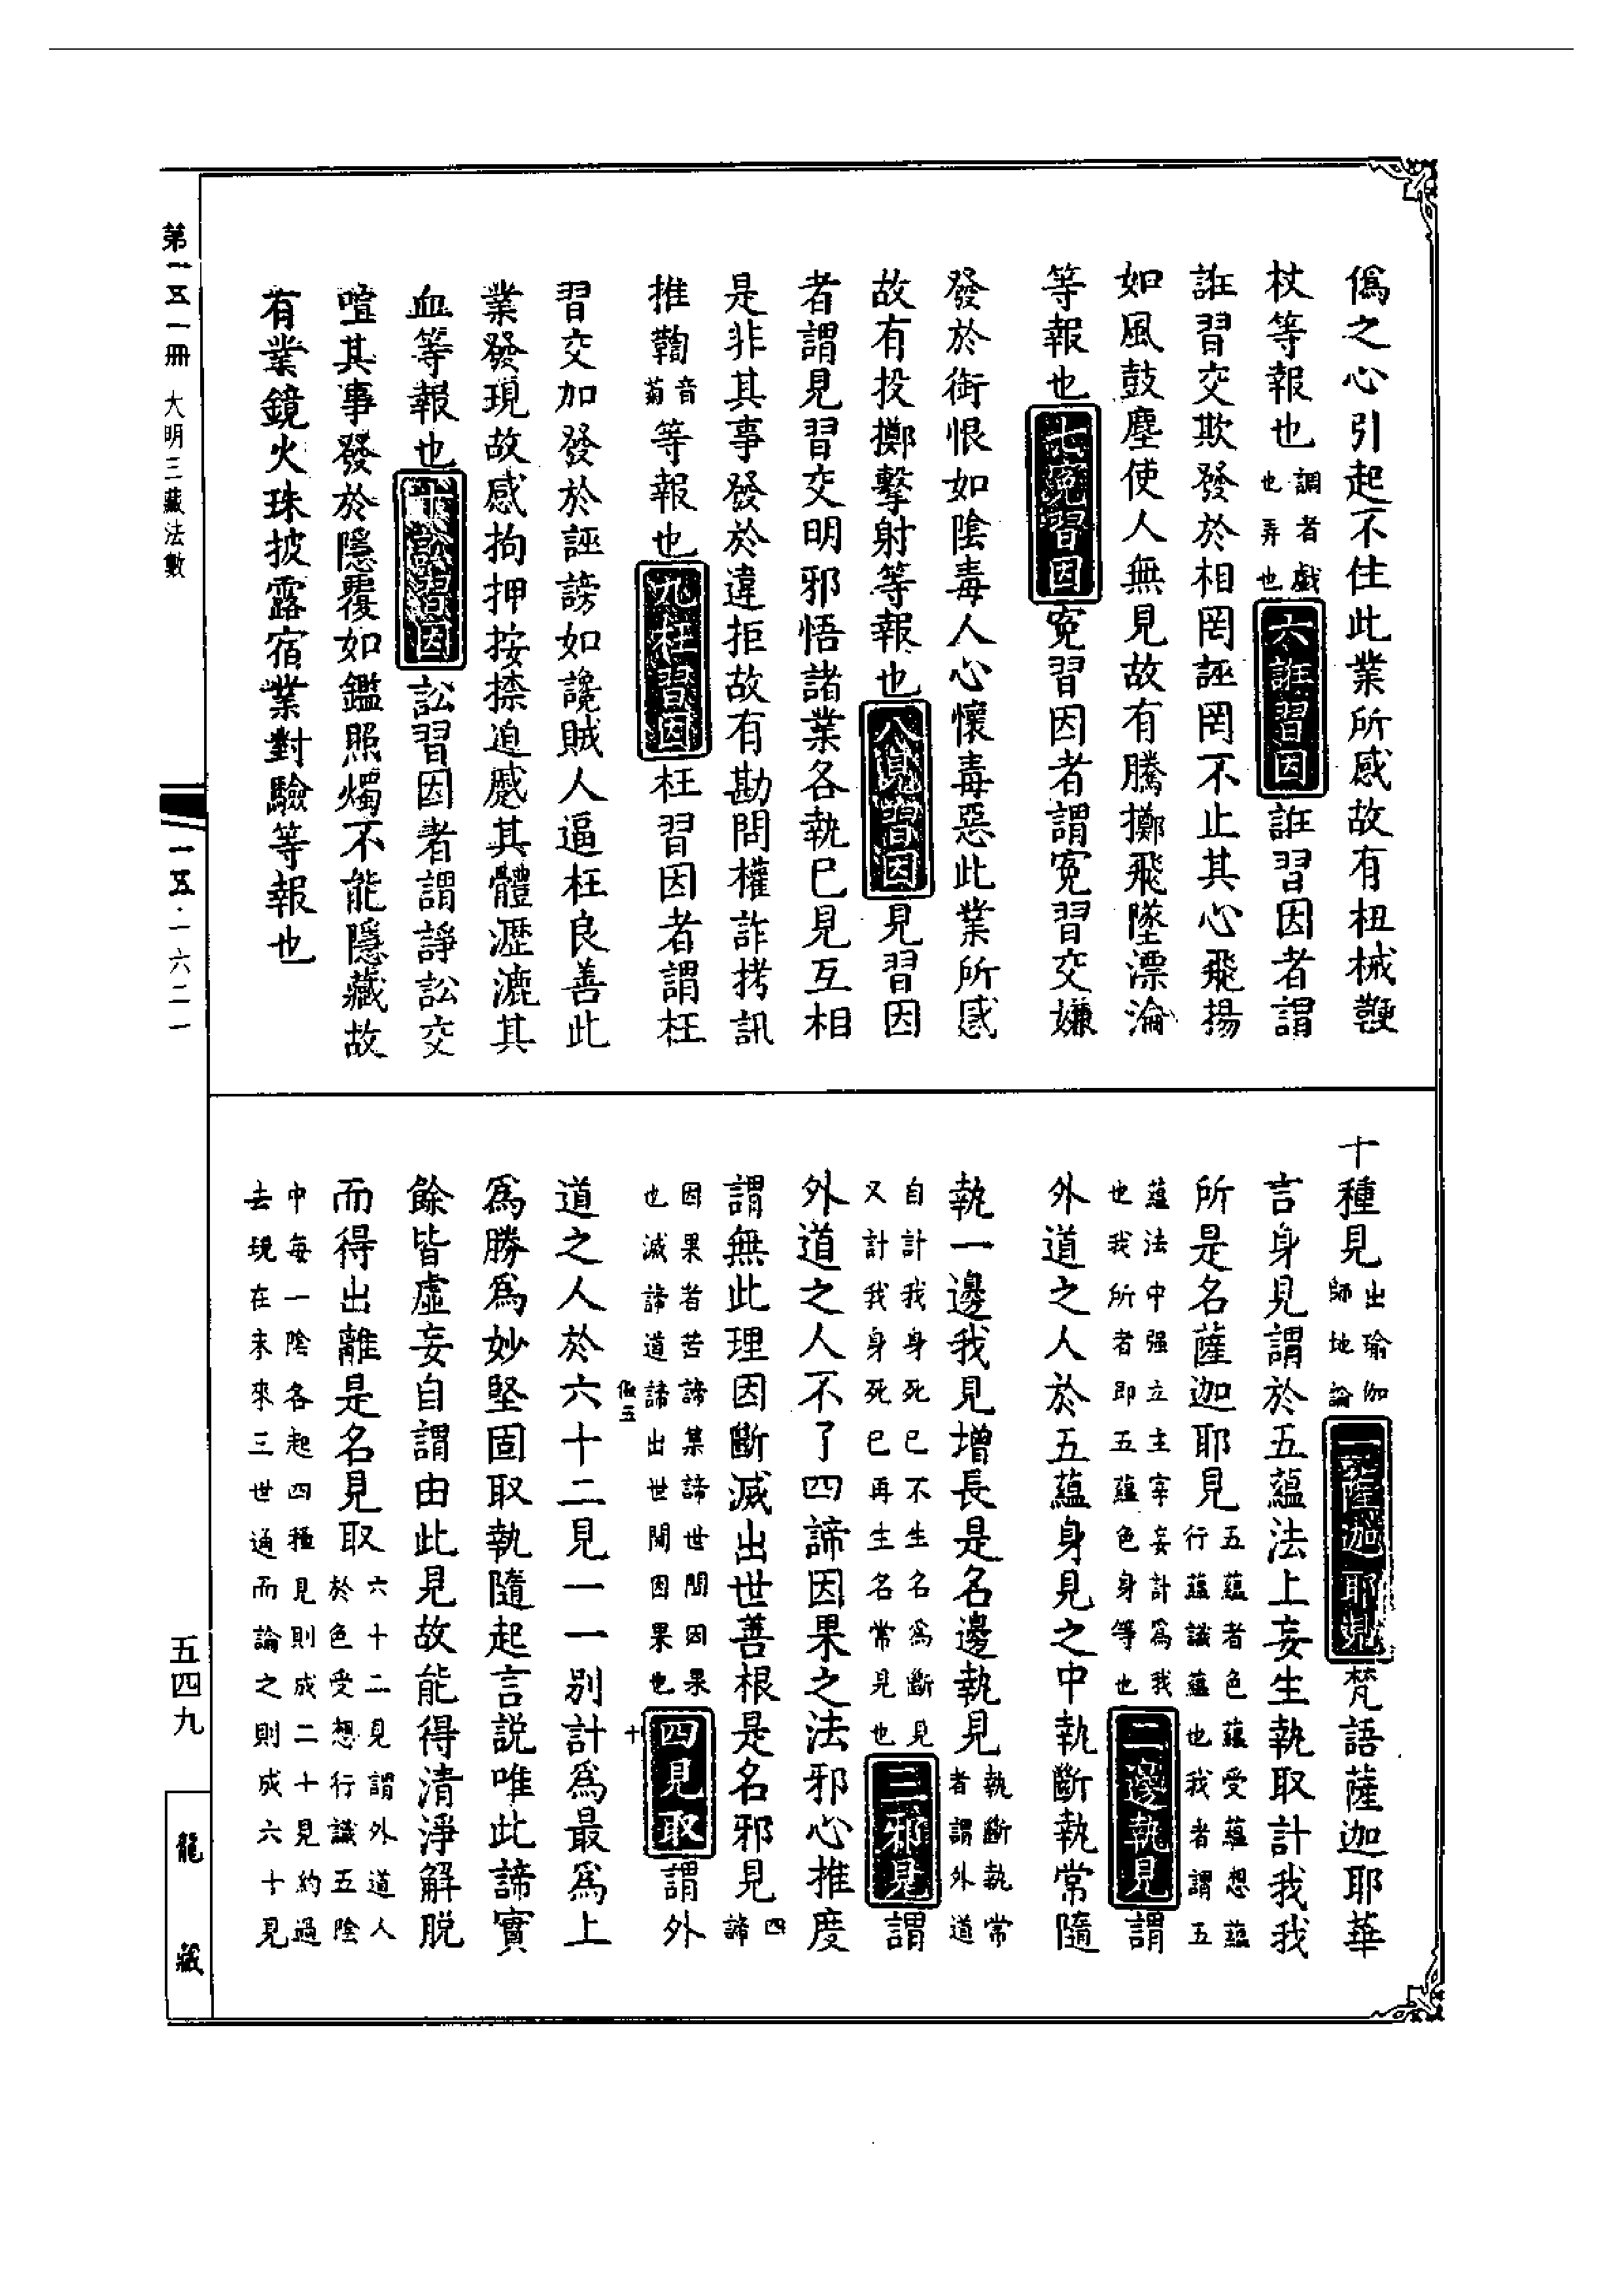 僞之心引起不住此業所感故有杻械鞭
杖等報也調者戲也弄也六誑習因誑習因者謂
誑習交欺發於相罔誣罔不止其心飛揚
如風鼓塵使人無見故有騰擲飛墜漂淪
等報也七寃習因寃習因者謂寃習交嫌
發於銜恨如陰毒人心懷毒惡此業所感
故有投擲擊射等報也八見習因見習因
者謂見習交明邪悟諸業各執巳見互相
是非其事發於違拒故有勘問權詐拷訊
推鞫音菊等報也九枉習因枉習因者謂枉
習交加發於誣謗如讒賊人逼枉良善此
業發現故感拘押按捺迫蹙其體瀝漉其
血等報也十訟習因訟習因者謂諍訟交
諠其事發於隱覆如鑑照燭不能隱藏故
有業鏡火珠披露宿業對驗等報也
十種見出瑜伽師地論一薩迦耶見梵語薩迦耶華
言身見謂於五蘊法上妄生執取計我我
所是名薩迦耶見五蘊者色蘊受蘊想蘊行蘊識蘊也我者謂五
蘊法中强立主宰妄計爲我也我所者即五蘊色身等也二邊執見謂
外道之人於五蘊身見之中執斷執常隨
執一邊我見增長是名邊執見執斷執常者謂外道
自計我身死巳不生名爲斷見又計我身死巳再生名常見也三邪見謂
外道之人不了四諦因果之法邪心推度
謂無此理因斷滅出世善根是名邪見四諦
因果者苦諦集諦世間因果也滅諦道諦出世間因果也四見取謂外
道之人於六十二見一一别計爲最爲上
爲勝爲妙堅固取執隨起言説唯此諦實
餘皆虛妄自謂由此見故能得清淨解脱
而得出離是名見取六十二見謂外道人於色受想行識五陰
中每一陰各起四種見則成二十見約過去現在未來三世通而論之則成六十見
第一五一冊 大明三藏法數
一五·一六二一
五四九
龍藏